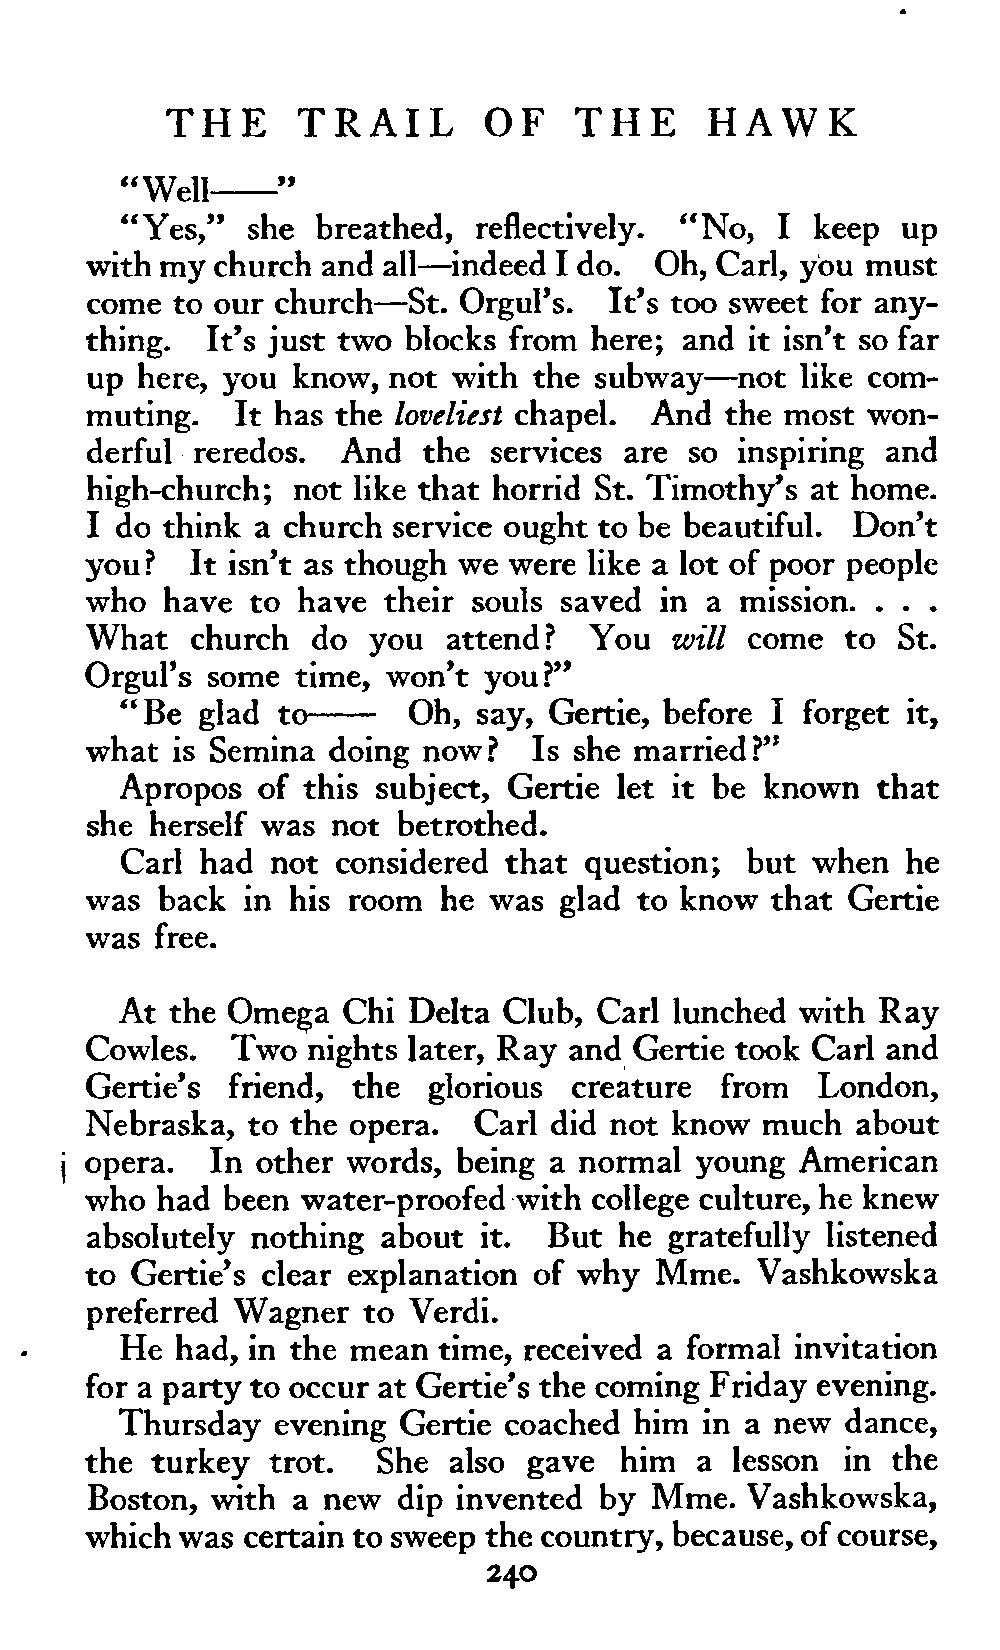 THE TRAIL OF THE HAWK
“Well——”
“Yes,” she breathed, reflectively. “No, I keep up
with my church and all—indeed I do. Oh, Carl, you must
come to our church—St. Orgul’s. It’s too sweet for any-
thing. It’s just two blocks from here; and it isn’t so far
up here, you know, not with the subway—not like com-
muting. It has the loveliest chapel. And the most won-
derful reredos. And the services are so inspiring and
high-church; not like that horrid St. Timothy’s at home.
I do think a church service ought to be beautiful. Don’t
you? It isn’t as though we were like a lot of poor people
who have to have their souls saved in a mission. . . .
What church do you attend? You will come to St.
Orgul’s some time, won’t you?”
“Be glad to—— Oh, say, Gertie, before I forget it,
what is Semina doing now? Is she married?”
Apropos of this subject, Gertie let it be known that
she herself was not betrothed.
Carl had not considered that question; but when he
was back in his room he was glad to know that Gertie
was free.
At the Omega Chi Delta Club, Carl lunched with Ray
Cowles. Two nights later, Ray and Gertie took Carl and
Gertie’s friend, the glorious creature from London,
Nebraska, to the opera. Carl did not know much about
opera. In other words, being a normal young American
who had been water-proofed with college culture, he knew
absolutely nothing about it. But he gratefully listened
to Gertie’s clear explanation of why Mme. Vashkowska
preferred Wagner to Verdi.
He had, in the mean time, received a formal invitation
for a party to occur at Gertie’s the coming Friday evening.
Thursday evening Gertie coached him in a new dance,
the turkey trot. She also gave him a lesson in the
Boston, with a new dip invented by Mme. Vashkowska,
which was certain to sweep the country, because, of course,
240